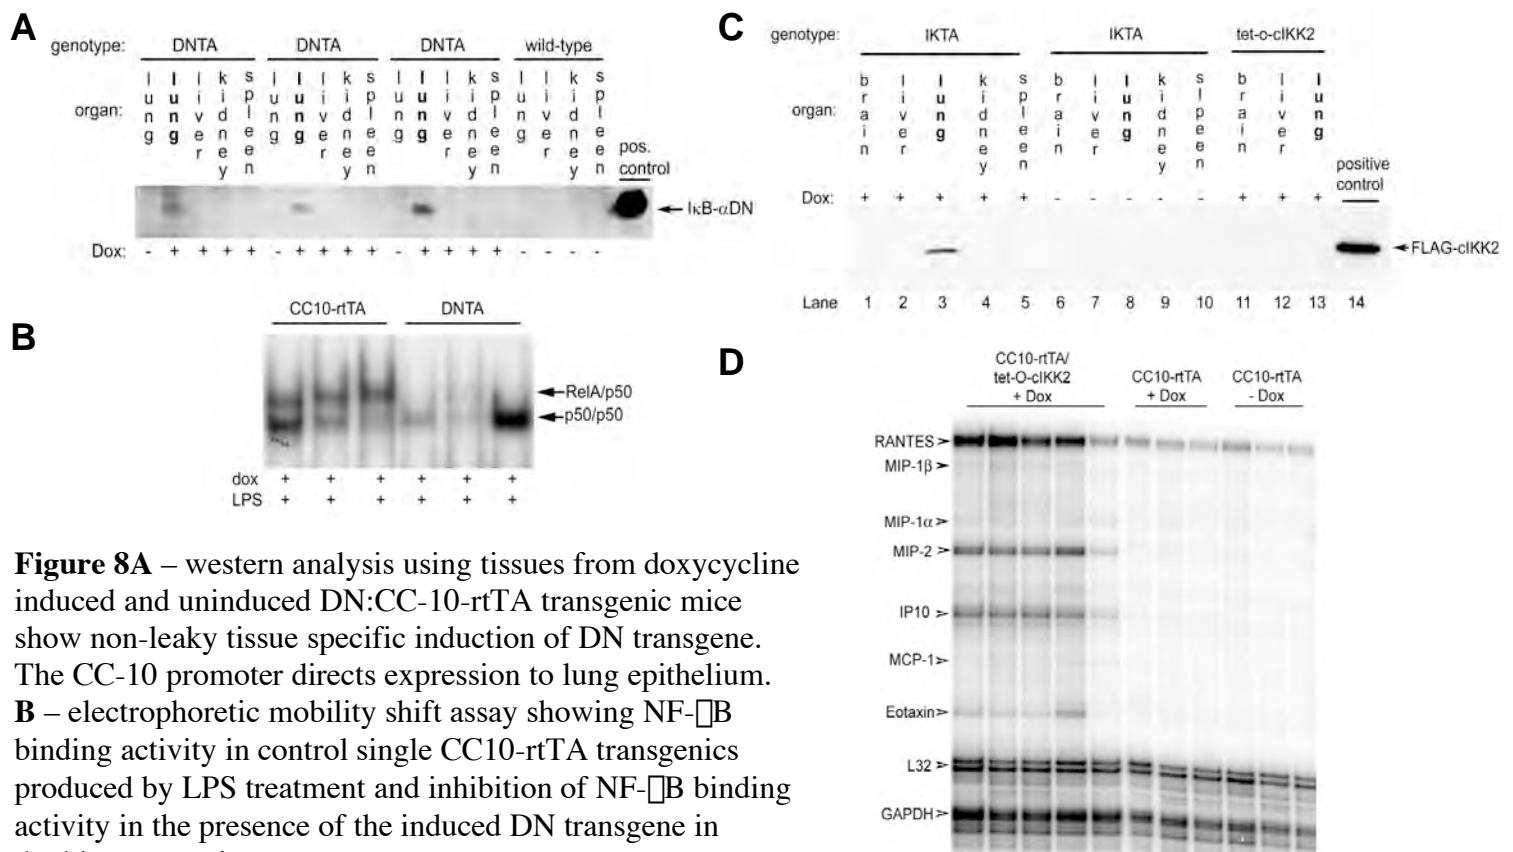 A
genotype: DNTA DNTA DNTA wild-type
organ: lung lung liver kidney spleen lung lung liver kidney spleen lung lung liver kidney spleen lung liver kidney spleen
pos.
control
IκB-αDN
Dox: - + + + + - + + + + - + + + + - - - -
B
CC10-rtTA DNTA
RelA/p50
p50/p50
dox + + + + + +
LPS + + + + + +
Figure 8A – western analysis using tissues from doxycycline
induced and uninduced DN:CC-10-rtTA transgenic mice
show non-leaky tissue specific induction of DN transgene.
The CC-10 promoter directs expression to lung epithelium.
B – electrophoretic mobility shift assay showing NF-□B
binding activity in control single CC10-rtTA transgenics
produced by LPS treatment and inhibition of NF-□B binding
activity in the presence of the induced DN transgene in
C
genotype: IKTA IKTA tet-o-cIKK2
organ: brain liver lung kidney spleen brain liver lung kidney slpeen brain liver lung
positive
control
Dox: + + + + + - - - - - + + +
FLAG-cIKK2
Lane 1 2 3 4 5 6 7 8 9 10 11 12 13 14
D
CC10-rtTA/
tet-O-cIKK2
+ Dox
CC10-rtTA
+ Dox
CC10-rtTA
- Dox
RANTES
MIP-1β
MIP-1α
MIP-2
IP10
MCP-1
Eotaxin
L32
GAPDH